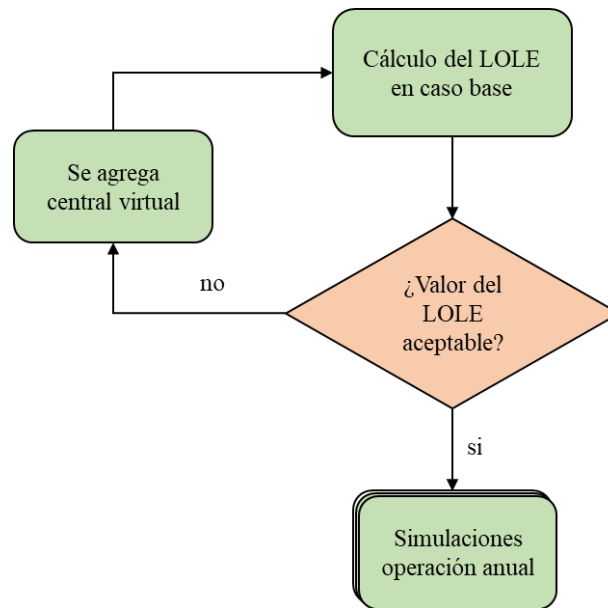 Cálculo del LOLE
en caso base
Se agrega
central virtual
no
¿Valor del
LOLE
aceptable?
si
Simulaciones
operación anual